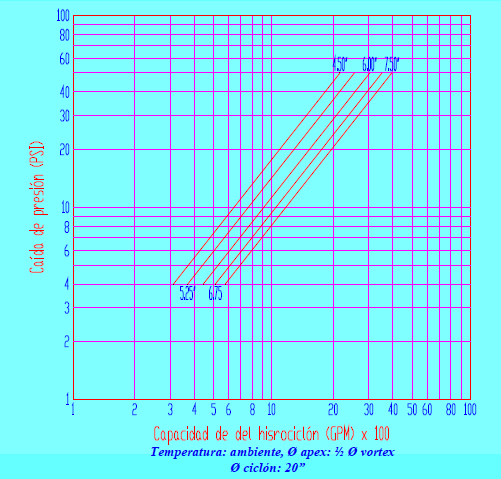 100
80
60
40
30
20
10
8
6
4
3
2
1
Caída de presión (PSI)
4.50" 6.00" 7.50"
5.25" 6.75
1 2 3 4 5 6 8 10 20 30 40 50 60 80 100
Capacidad de del hisrociclón (GPM) x 100
Temperatura: ambiente, Ø apex: ½ Ø vortex
Ø ciclón: 20”